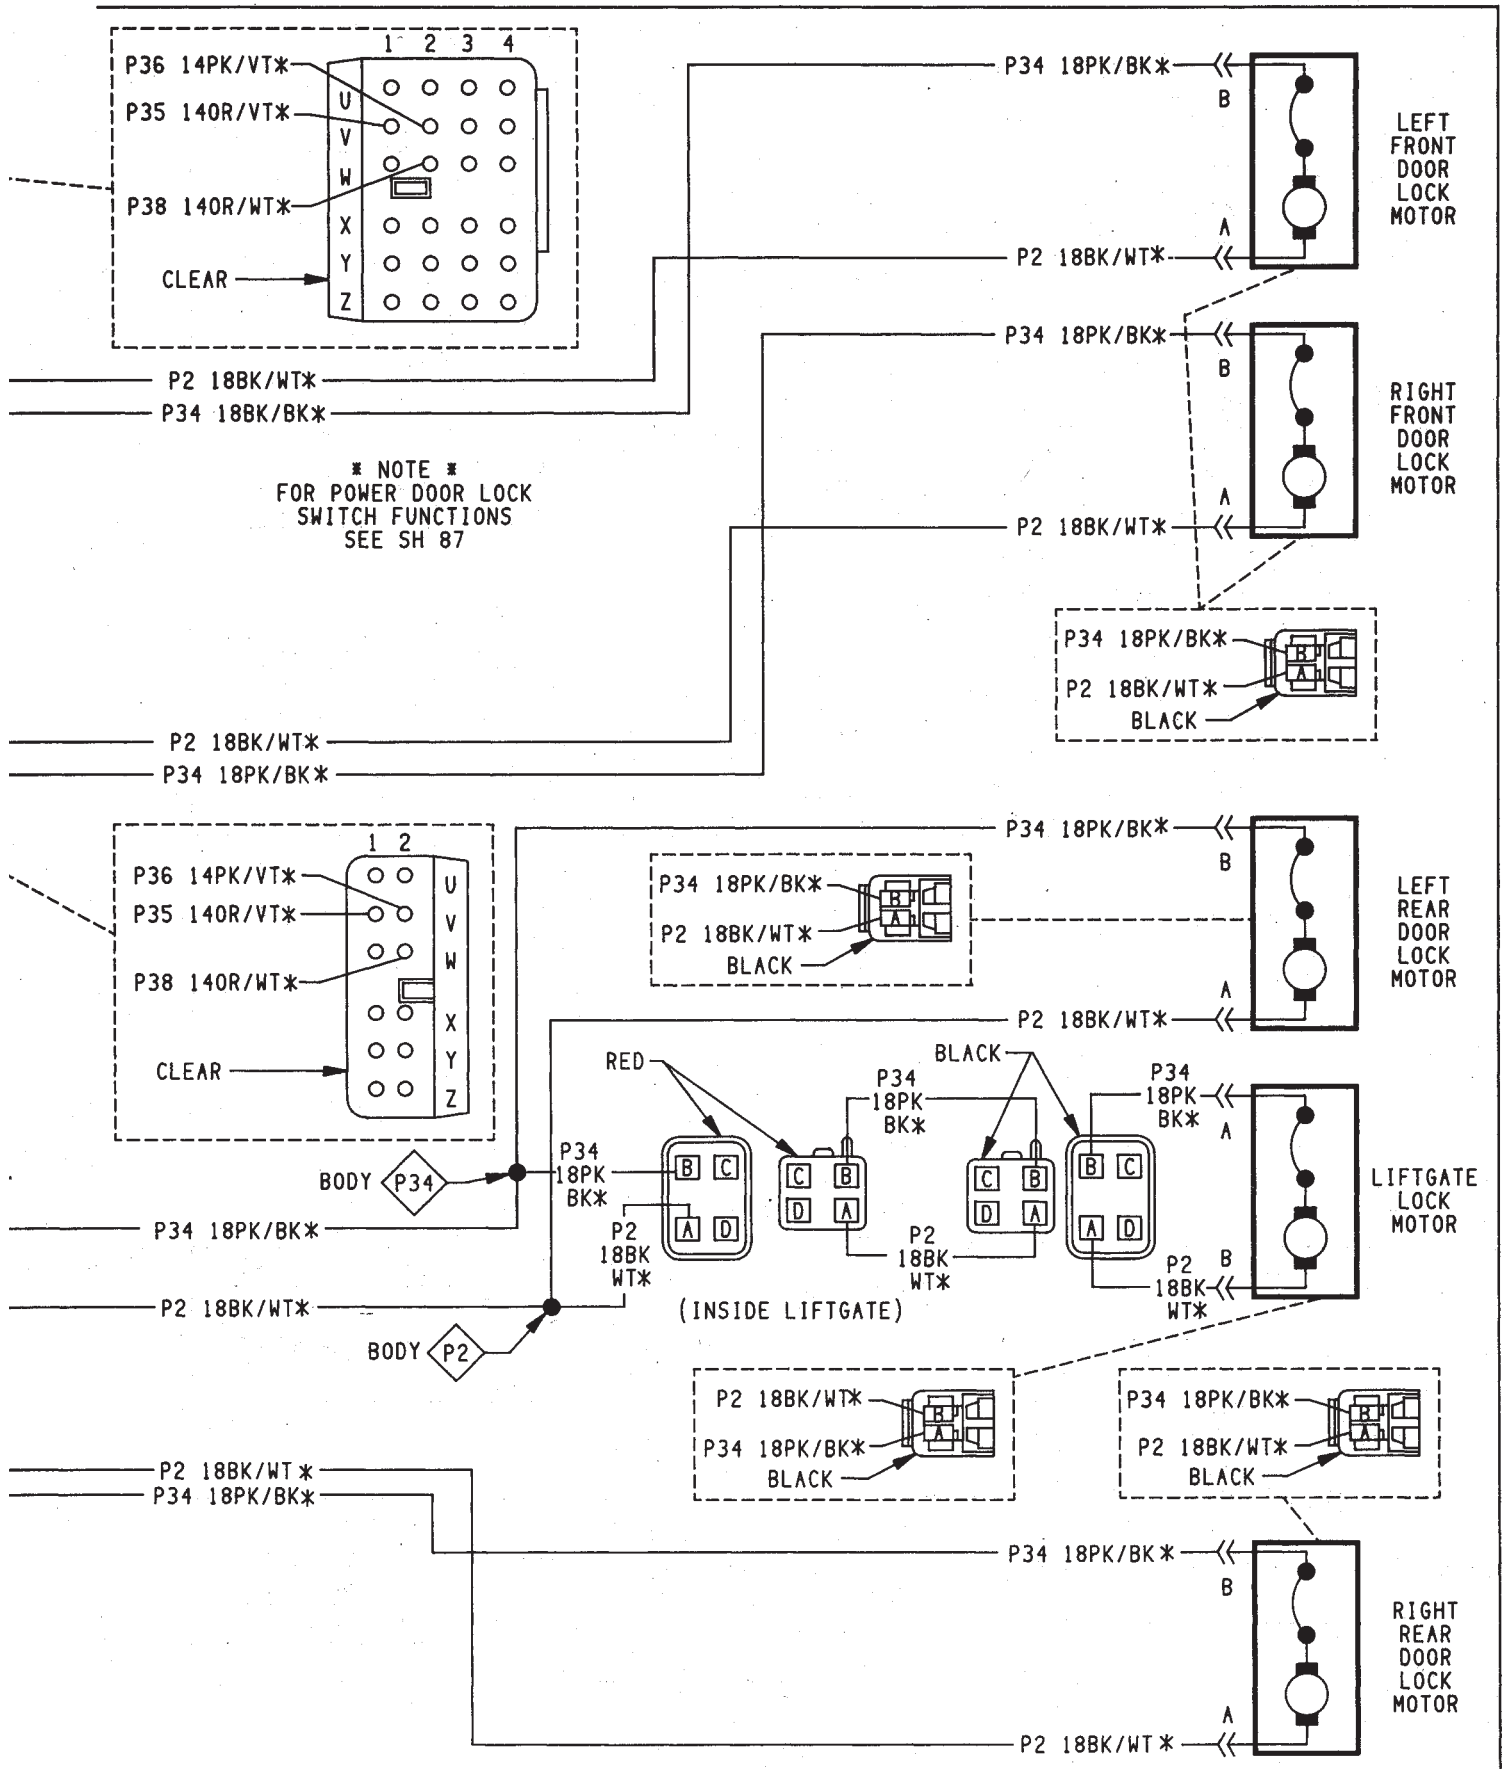 1 2 3 4
P36 14PK/VT*
P35 14OR/VT*
P38 14OR/WT*
CLEAR
U
V
W
X
Y
Z
P34 18PK/BK*
B
LEFT
FRONT
DOOR
LOCK
MOTOR
A
P2 18BK/WT*
P34 18PK/BK*
B
RIGHT
FRONT
DOOR
LOCK
MOTOR
A
P2 18BK/WT*
P2 18BK/WT*
P34 18BK/BK*
* NOTE *
FOR POWER DOOR LOCK
SWITCH FUNCTIONS
SEE SH 87
P34 18PK/BK*
P2 18BK/WT*
BLACK
B
A
P2 18BK/WT*
P34 18PK/BK*
1 2
P36 14PK/VT*
P35 14OR/VT*
P38 14OR/WT*
CLEAR
U
V
W
X
Y
Z
P34 18PK/BK*
B
LEFT
REAR
DOOR
LOCK
MOTOR
A
P2 18BK/WT*
P34 18PK/BK*
P2 18BK/WT*
BLACK
B
A
RED
BLACK
P34
18PK
BK*
P34
18PK
BK*
P34
18PK
BK*
A
LIFTGATE
LOCK
MOTOR
B
B C
A D
C B
D A
C B
D A
B C
A D
P2
18BK
WT*
P2
18BK
WT*
P2
18BK
WT*
(INSIDE LIFTGATE)
BODY P34
P34 18PK/BK*
P2 18BK/WT*
BODY P2
P2 18BK/WT*
P34 18PK/BK*
BLACK
B
A
P34 18PK/BK*
P2 18BK/WT*
BLACK
B
A
P2 18BK/WT*
P34 18PK/BK*
P34 18PK/BK*
B
RIGHT
REAR
DOOR
LOCK
MOTOR
A
P2 18BK/WT*